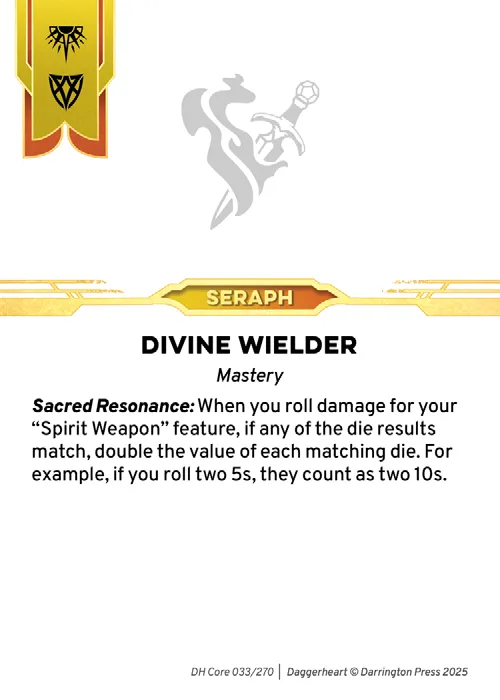 SERAPH
DIVINE WIELDER
Mastery
Sacred Resonance: When you roll damage for your
“Spirit Weapon” feature, if any of the die results
match, double the value of each matching die. For
example, if you roll two 5s, they count as two 10s.
DH Core 033/270 | Daggerheart © Darrington Press 2025